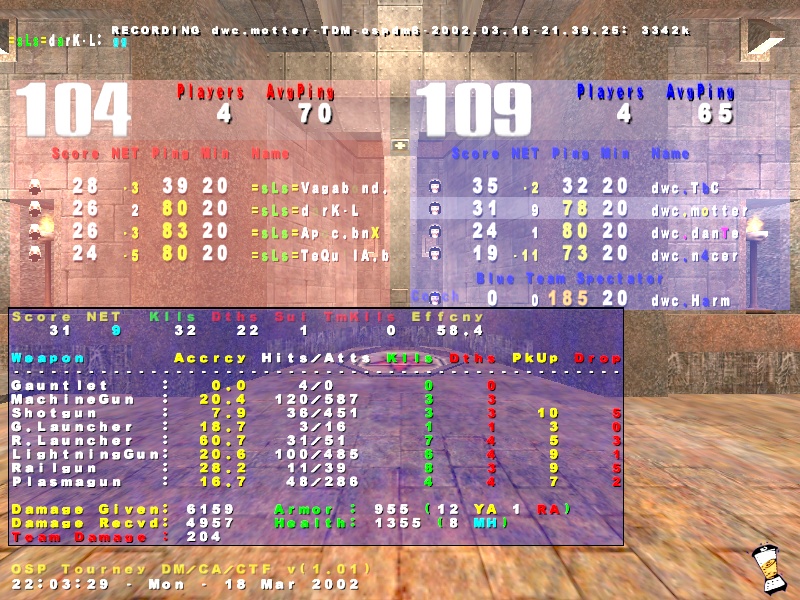 RECORDING dwc.motter-TDM-ospdm6-2002.03.18-21.39.25: 3342k
=sLs=darK·L: gg
104 Players AvgPing
4 70
Score NET Ping Min Name
28 -3 39 20
26 2 80 20
26 -3 83 20
24 -5 80 20
109 Players AvgPing
4 65
Score NET Ping Min Name
35 -2 32 20
31 9 78 20 dwc.motter
24 1 80 20 dwc.danTe
19 -11 73 20 dwc.n4cer
Blue Team Spectator
Coach 0 0 185 20 dwc.Harm
Score NET Klls Dths Sui TmKlls Effcny
31 9 32 22 1 0 58.4
Weapon Accrcy Hits/Atts Klls Dths PkUp Drop
Gauntlet : 0.0 4/0 0 0
MachineGun : 20.4 120/587 3 3
Shotgun : 7.9 36/451 3 3 10 5
G.Launcher : 18.7 3/16 1 1 3 0
R.Launcher : 60.7 31/51 7 4 5 3
LightningGun: 20.6 100/485 6 4 9 1
Railgun : 28.2 11/39 8 3 9 5
Plasmagun : 16.7 48/286 4 4 7 2
Damage Given: 6159 Armor : 955 (12 YA 1 RA)
Damage Recvd: 4957 Health: 1355 (8 MH)
Team Damage : 204
OSP Tourney DM/CA/CTF v(1.01)
22:03:29 - Mon - 18 Mar 2002